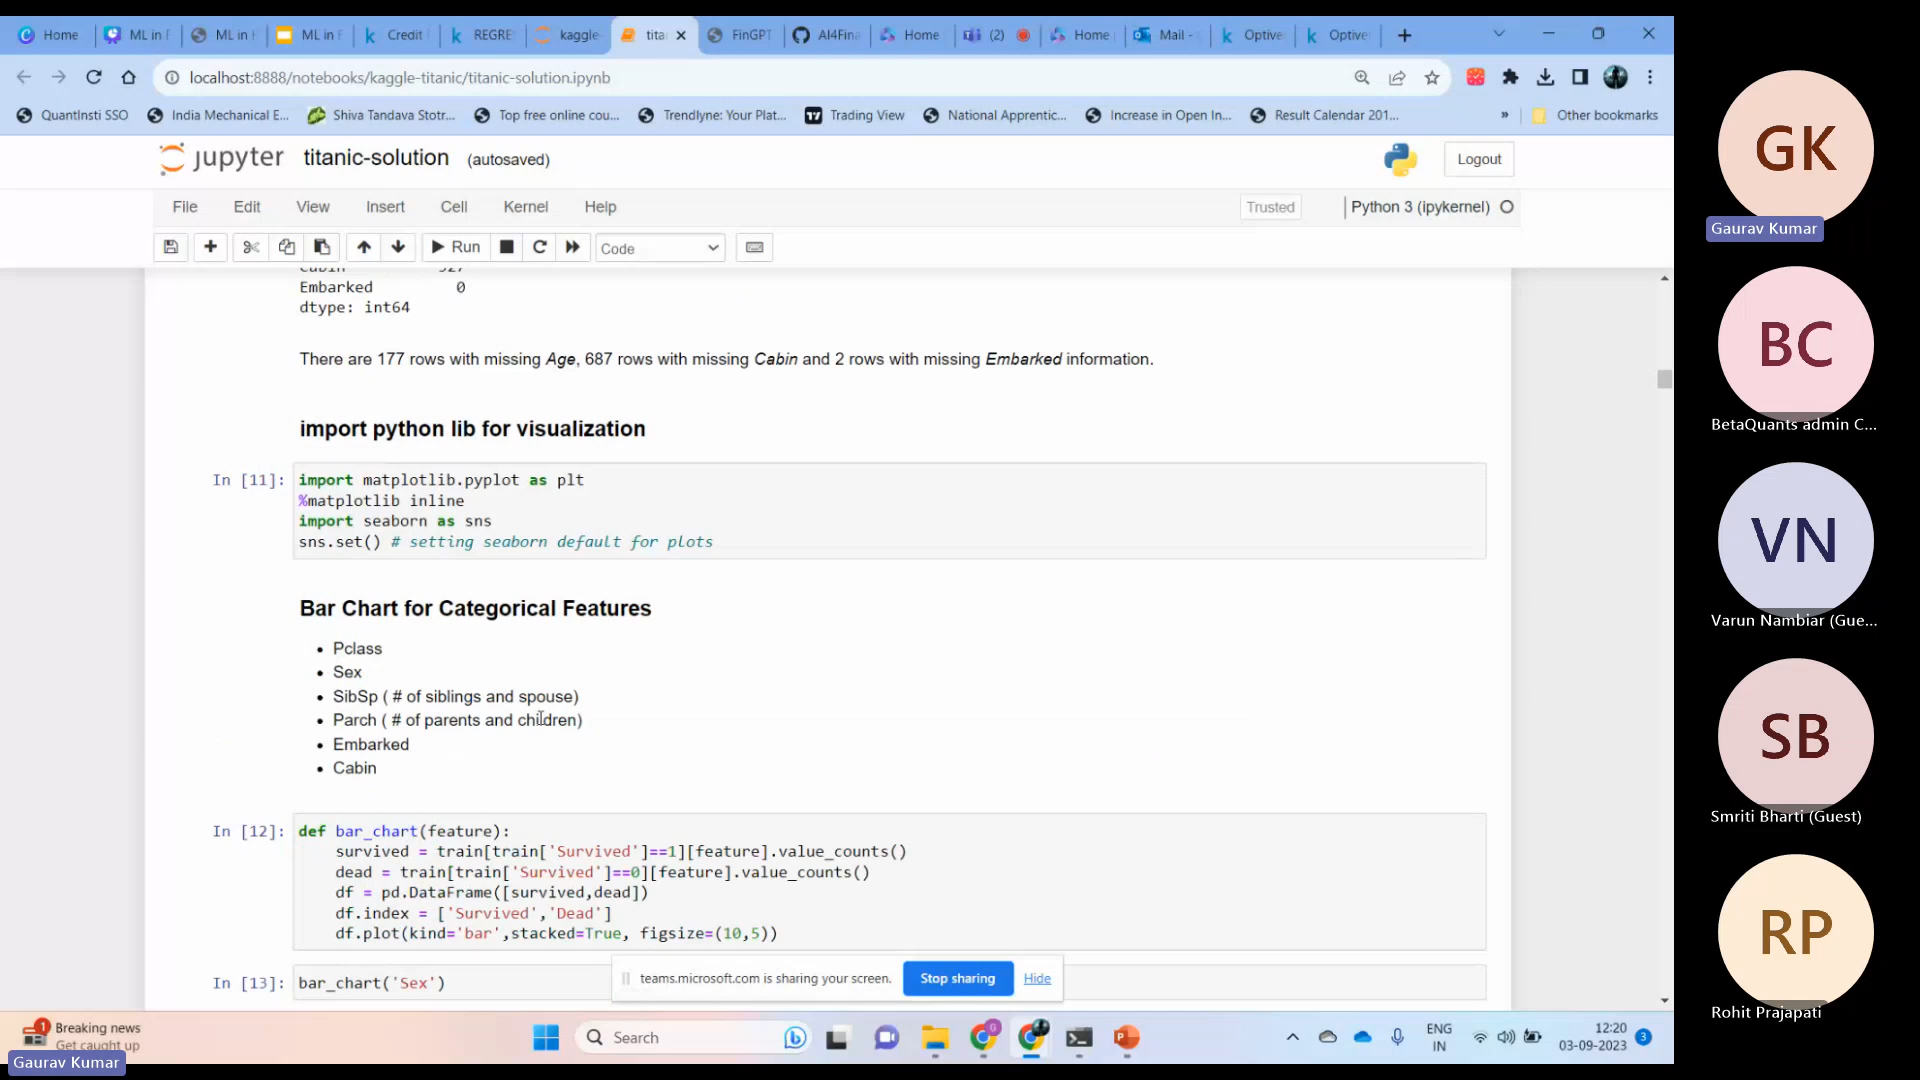 Home
ML in F
ML in H
ML in F
Credit
REGRE
kaggle-
tita
FinGPT
AI4Fina
Home
(2)
Home
Mail -
Optive
Optive
localhost:8888/notebooks/kaggle-titanic/titanic-solution.ipynb
QuantInsti SSO
India Mechanical E...
Shiva Tandava Stotr...
Top free online cou...
Trendlyne: Your Plat...
Trading View
National Apprentic...
Increase in Open In...
Result Calendar 201...
»
Other bookmarks
jupyter titanic-solution (autosaved)
Logout
File Edit View Insert Cell Kernel Help
Trusted
Python 3 (ipykernel)
Run
Code
Embarked 0
dtype: int64
There are 177 rows with missing Age, 687 rows with missing Cabin and 2 rows with missing Embarked information.
import python lib for visualization
In [11]: import matplotlib.pyplot as plt
%matplotlib inline
import seaborn as sns
sns.set() # setting seaborn default for plots
Bar Chart for Categorical Features
• Pclass
• Sex
• SibSp ( # of siblings and spouse)
• Parch ( # of parents and children)
• Embarked
• Cabin
In [12]: def bar_chart(feature):
survived = train[train['Survived']==1][feature].value_counts()
dead = train[train['Survived']==0][feature].value_counts()
df = pd.DataFrame([survived,dead])
df.index = ['Survived','Dead']
df.plot(kind='bar',stacked=True, figsize=(10,5))
In [13]: bar_chart('Sex')
teams.microsoft.com is sharing your screen.
Stop sharing
Hide
1
Breaking news
Get caught up
Gaurav Kumar
Search
ENG
IN
12:20
03-09-2023
3
GK
Gaurav Kumar
BC
BetaQuants admin C...
VN
Varun Nambiar (Gue...
SB
Smriti Bharti (Guest)
RP
Rohit Prajapati